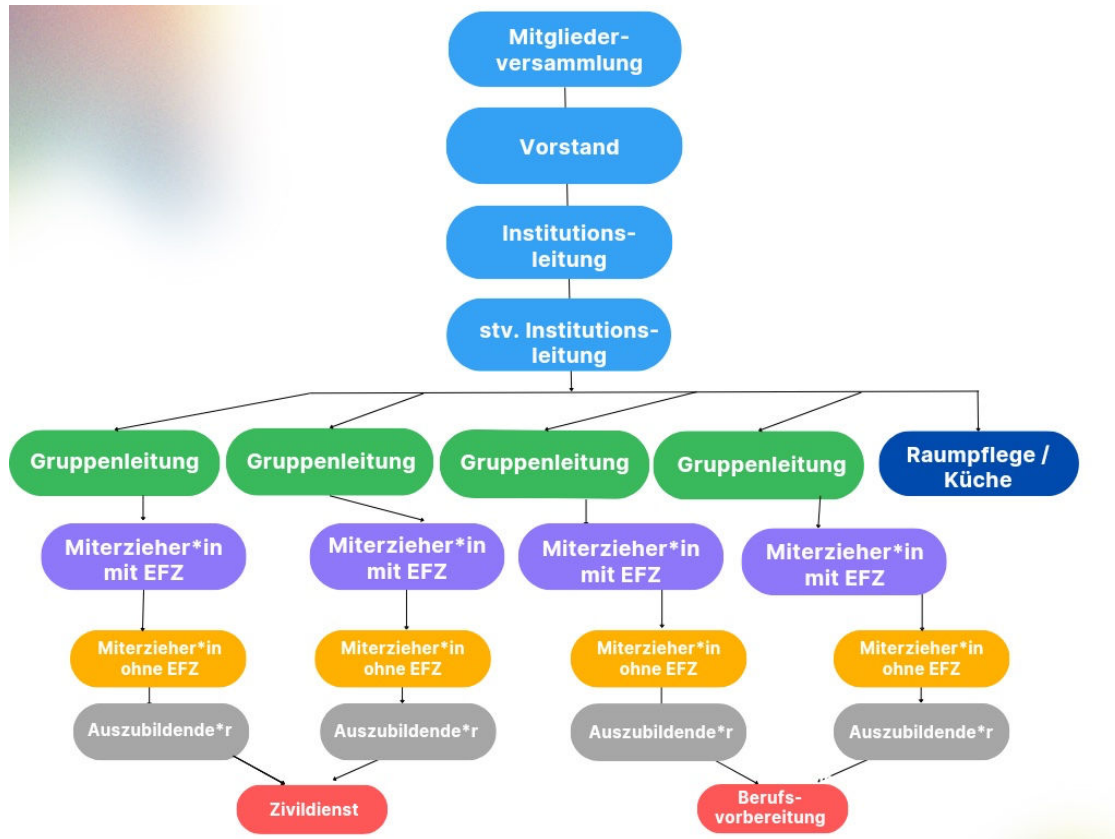 Mitglieder-
versammlung
Vorstand
Institutions-
leitung
stv. Institutions-
leitung
Gruppenleitung
Gruppenleitung
Gruppenleitung
Gruppenleitung
Raumpflege /
Küche
Miterzieher*in
mit EFZ
Miterzieher*in
mit EFZ
Miterzieher*in
mit EFZ
Miterzieher*in
mit EFZ
Miterzieher*in
ohne EFZ
Miterzieher*in
ohne EFZ
Miterzieher*in
ohne EFZ
Miterzieher*in
ohne EFZ
Auszubildende*r
Auszubildende*r
Auszubildende*r
Auszubildende*r
Zivildienst
Berufs-
vorbereitung